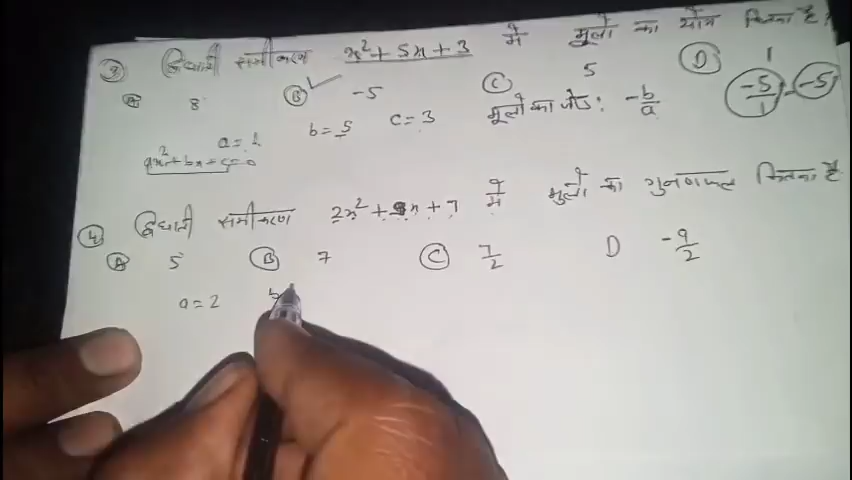 ③ द्विघाती समीकरण x²+5x+3 में मूलों का योग कितना है?
Ⓐ 8 Ⓑ✓ -5 Ⓒ 5 Ⓓ 1
a=1 b=5 c=3 मूलों का जोड़: -b/a -5/1 = -5
ax²+bx+c=0
④ द्विघाती समीकरण 2x²+9x+7 में मूलों का गुनणफल कितना है
Ⓐ 5 Ⓑ 7 Ⓒ 7/2 D -9/2
a=2